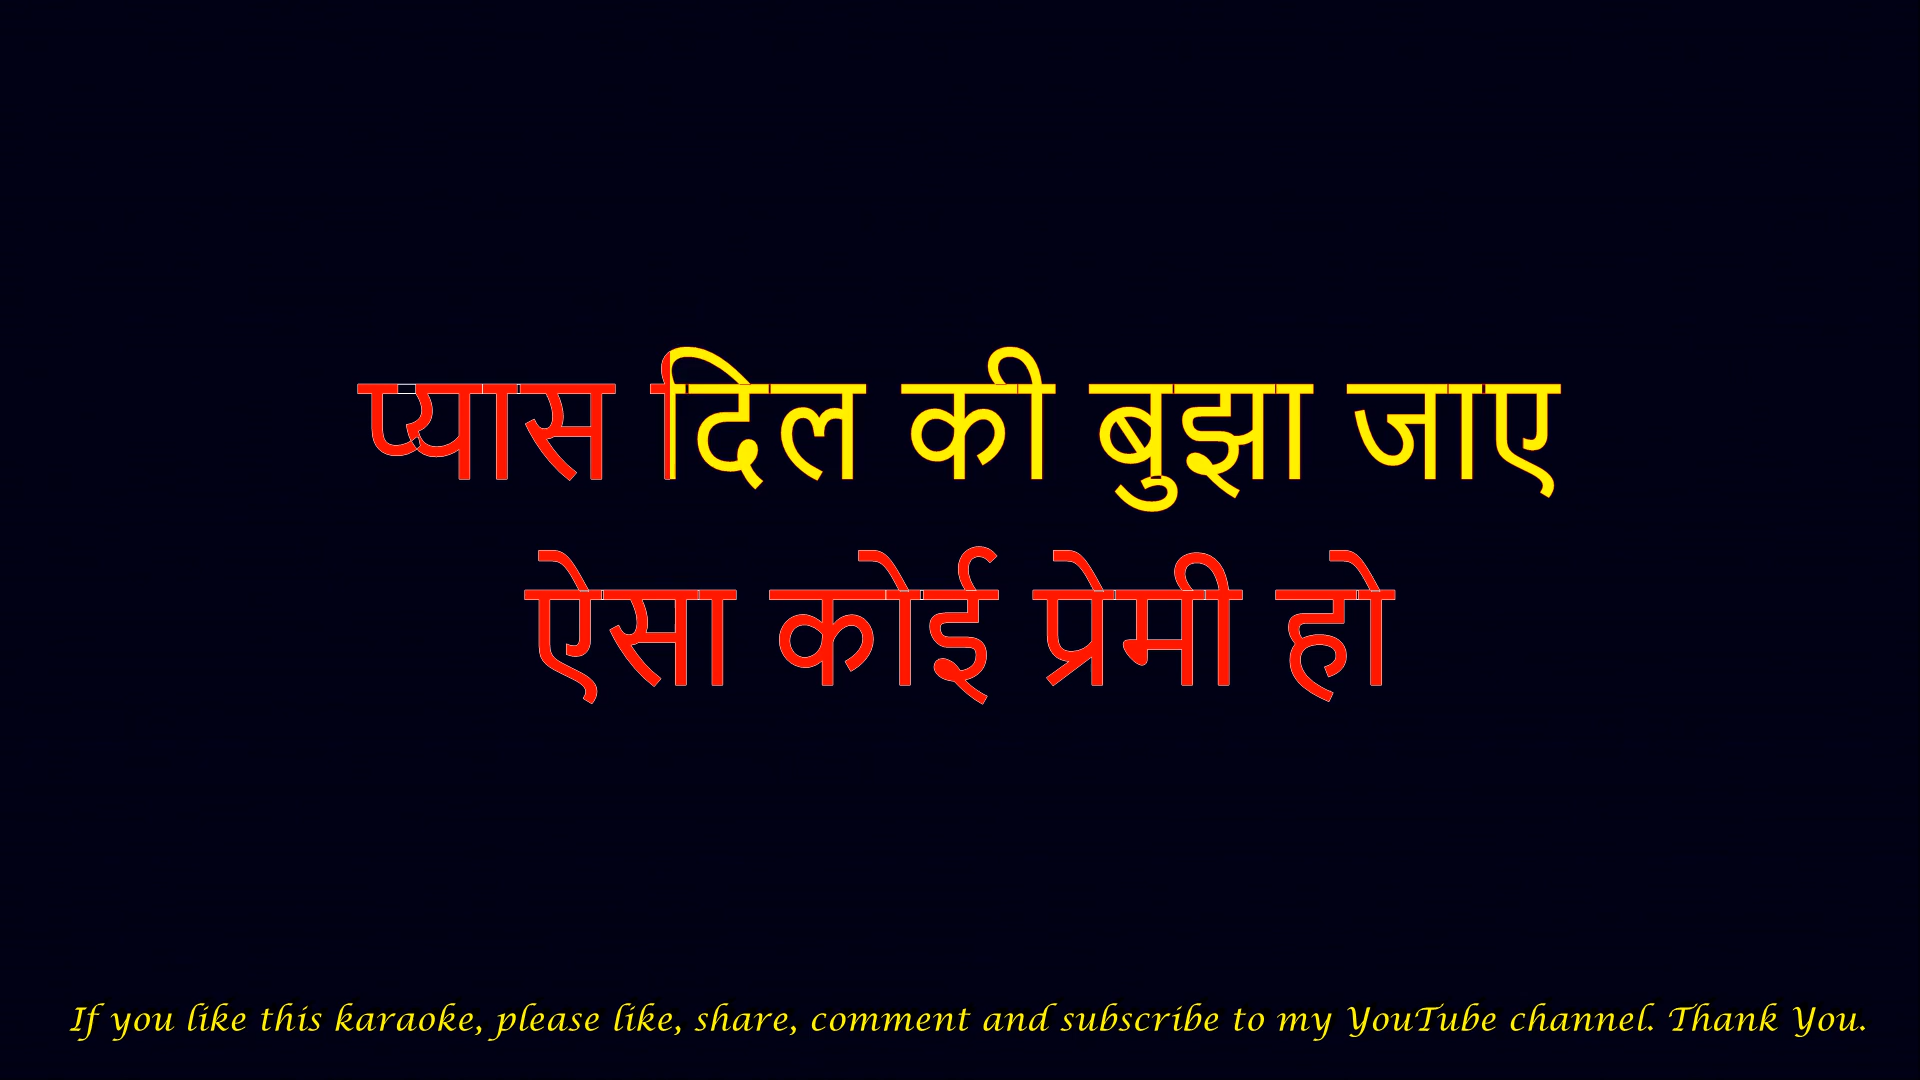 प्यास दिल की बुझा जाए
ऐसा कोई प्रेमी हो
If you like this karaoke, please like, share, comment and subscribe to my YouTube channel. Thank You.